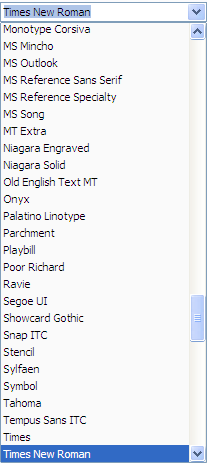 Times New Roman
Monotype Corsiva
MS Mincho
MS Outlook
MS Reference Sans Serif
MS Reference Specialty
MS Song
MT Extra
Niagara Engraved
Niagara Solid
Old English Text MT
Onyx
Palatino Linotype
Parchment
Playbill
Poor Richard
Ravie
Segoe UI
Showcard Gothic
Snap ITC
Stencil
Sylfaen
Symbol
Tahoma
Tempus Sans ITC
Times
Times New Roman